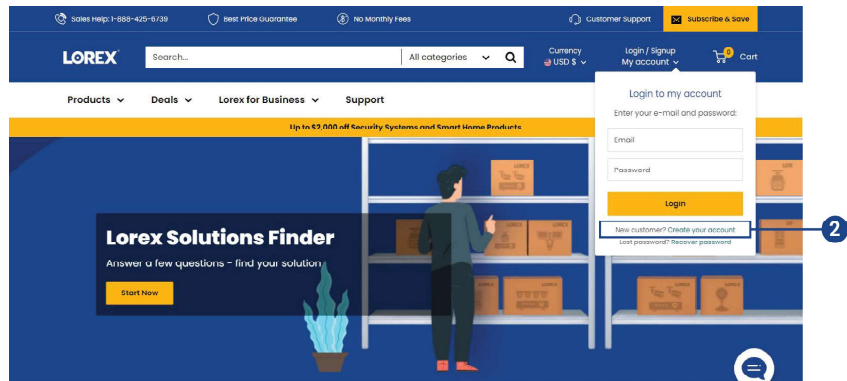 Sales Help: 1-888-425-6739
Best Price Guarantee
No Monthly Fees
Customer Support
Subscribe & Save
LOREX
Search...
All categories
Currency
USD $
Login / Signup
My account
0
Cart
Products
Deals
Lorex for Business
Support
Login to my account
Enter your e-mail and password:
Email
Password
Login
New customer? Create your account
Lost password? Recover password
2
Up to $2,000 off Security Systems and Smart Home Products
Lorex Solutions Finder
Answer a few questions - find your solution.
Start Now
LOREX
LOREX
LOREX
LOREX
LOREX